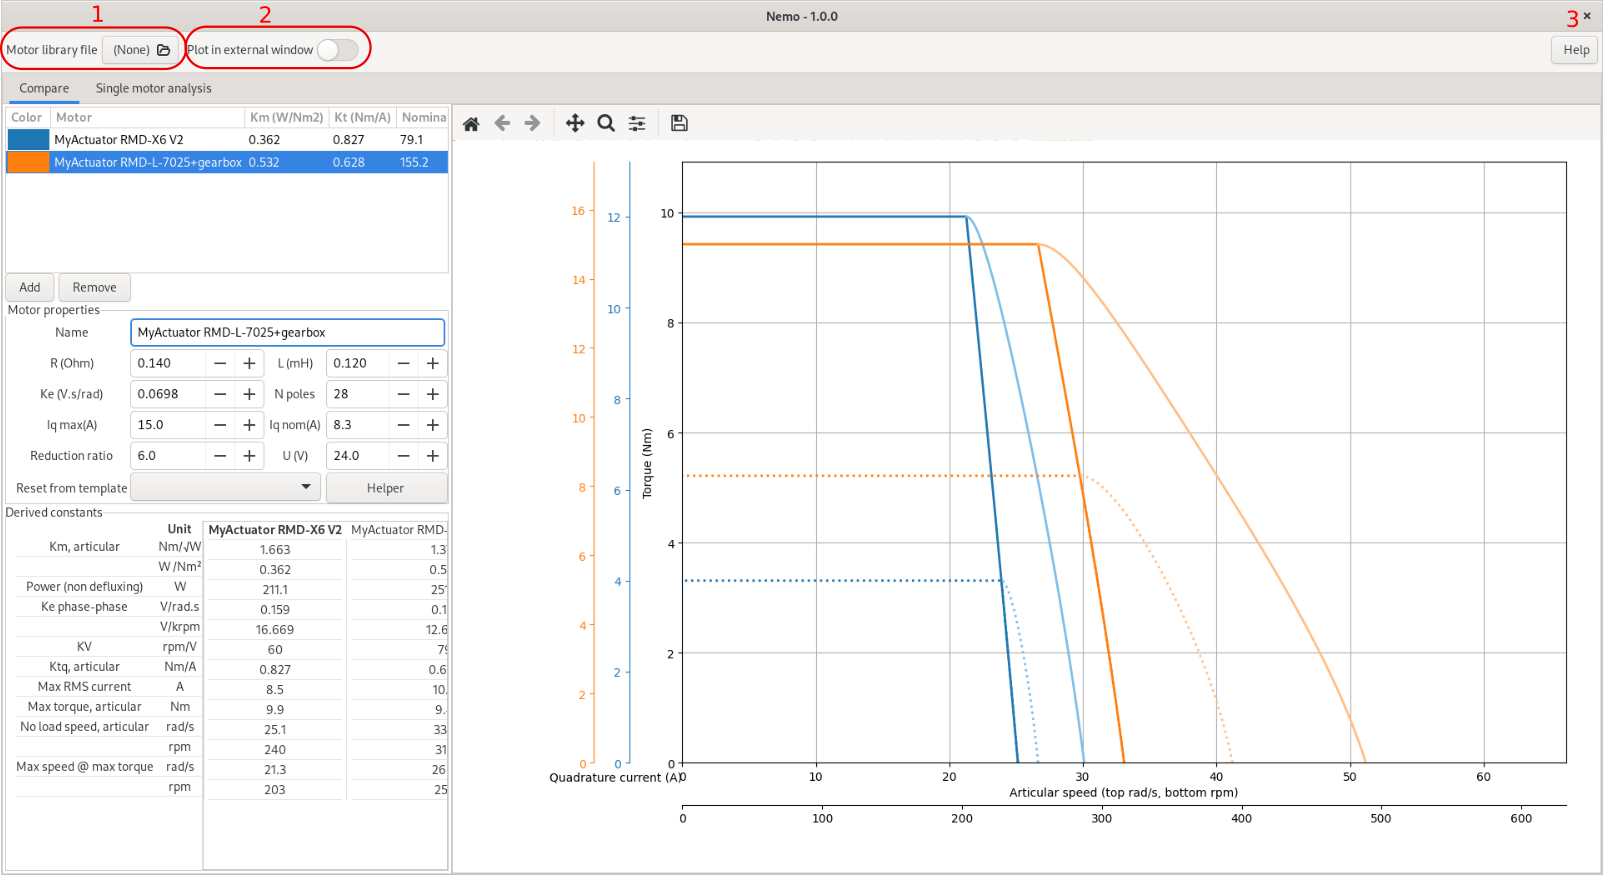 1
2
3
Nemo - 1.0.0
×
Motor library file (None) Plot in external window Help
Compare Single motor analysis
Color Motor Km (W/Nm2) Kt (Nm/A) Nomina
MyActuator RMD-X6 V2 0.362 0.827 79.1
MyActuator RMD-L-7025+gearbox 0.532 0.628 155.2
Add Remove
Motor properties
Name MyActuator RMD-L-7025+gearbox
R (Ohm) 0.140 − + L (mH) 0.120 − +
Ke (V.s/rad) 0.0698 − + N poles 28 − +
Iq max(A) 15.0 − + Iq nom(A) 8.3 − +
Reduction ratio 6.0 − + U (V) 24.0 − +
Reset from template Helper
Derived constants
Unit MyActuator RMD-X6 V2 MyActuator RMD-
Km, articular Nm/√W 1.663 1.3
W/Nm² 0.362 0.5
Power (non defluxing) W 211.1 25
Ke phase-phase V/rad.s 0.159 0.1
V/krpm 16.669 12.6
KV rpm/V 60 7
Ktq, articular Nm/A 0.827 0.6
Max RMS current A 8.5 10.
Max torque, articular Nm 9.9 9.
No load speed, articular rad/s 25.1 33
rpm 240 31
Max speed @ max torque rad/s 21.3 26
rpm 203 25
16
14
12
10
8
6
4
2
0
12
10
8
6
4
2
0
Quadrature current (A)
Torque (Nm)
10
8
6
4
2
0
0 10 20 30 40 50 60
Articular speed (top rad/s, bottom rpm)
0 100 200 300 400 500 600